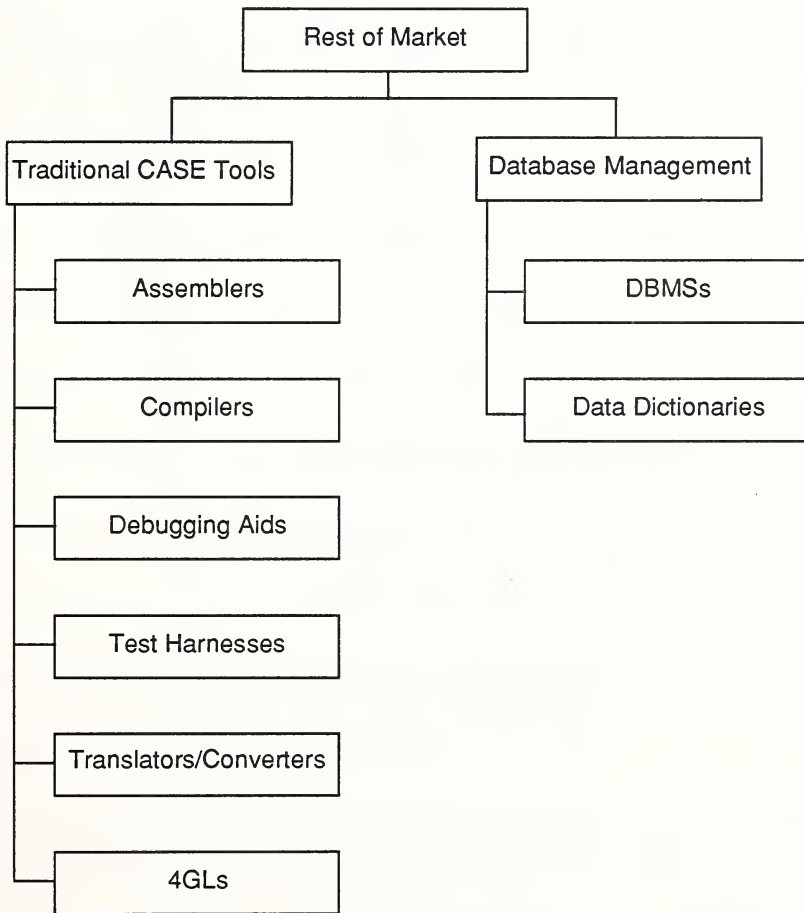 Rest of Market
Traditional CASE Tools
Database Management
Assemblers
DBMSs
Compilers
Data Dictionaries
Debugging Aids
Test Harnesses
Translators/Converters
4GLs